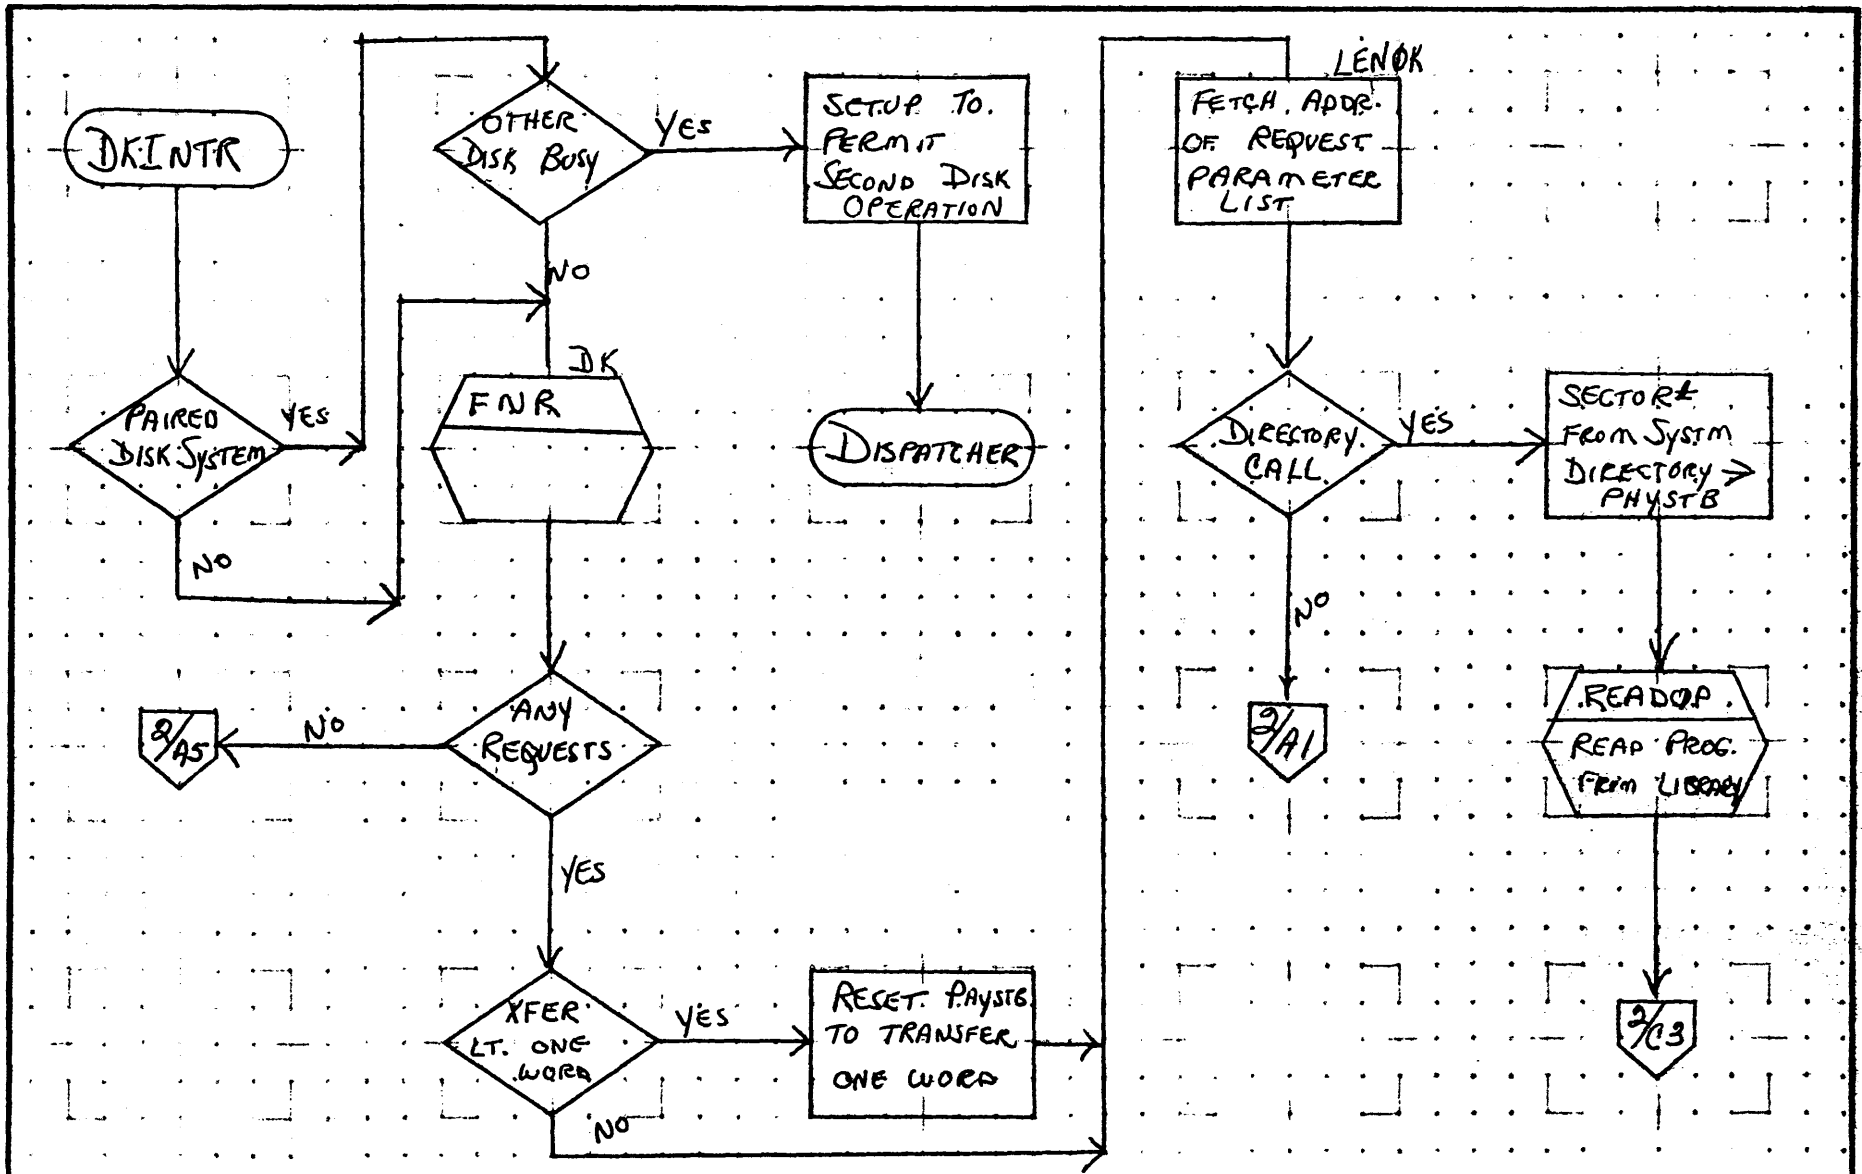 DKINTR
PAIRED
DISK SYSTEM
YES
NO
OTHER
DISK BUSY
YES
NO
SETUP TO.
PERMIT
SECOND DISK
OPERATION
DISPATCHER
DK
FNR
ANY
REQUESTS
NO
2/A5
YES
XFER
LT. ONE
WORD
YES
NO
RESET. PHYSTB
TO TRANSFER
ONE WORD
LENØK
FETCH. ADDR.
OF REQUEST
PARAMETER
LIST
DIRECTORY.
CALL.
YES
NO
2/A1
SECTOR#
FROM SYSTM
DIRECTORY →
PHYSTB
READOP
READ PROG.
FROM LIBRARY
2/C3